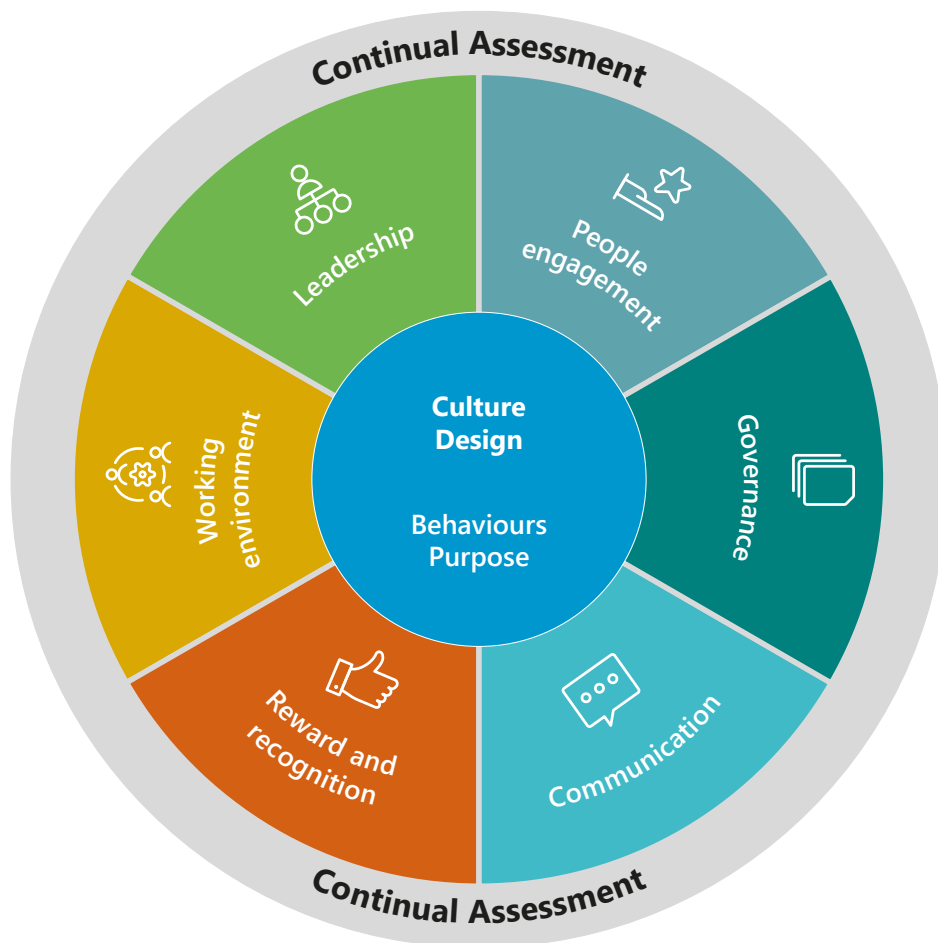 Continual Assessment
Leadership
People
engagement
Governance
Communication
Reward and
recognition
Working
environment
Culture
Design
Behaviours
Purpose
Continual Assessment